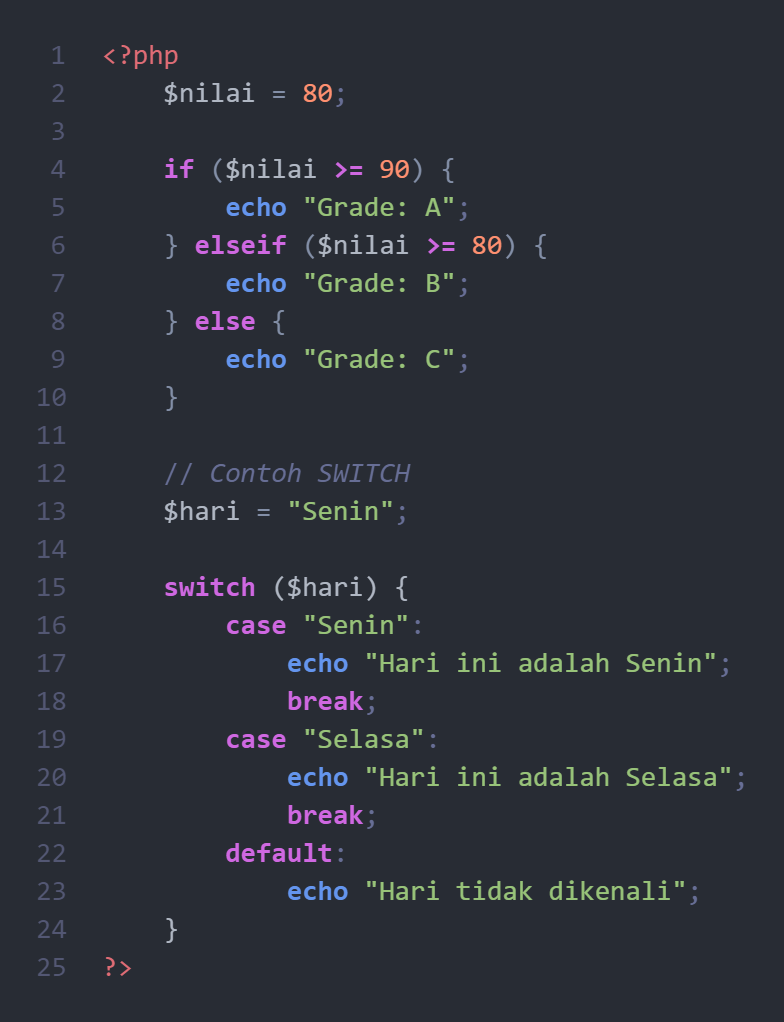 1 <?php
2     $nilai = 80;
3
4     if ($nilai >= 90) {
5         echo "Grade: A";
6     } elseif ($nilai >= 80) {
7         echo "Grade: B";
8     } else {
9         echo "Grade: C";
10     }
11
12     // Contoh SWITCH
13     $hari = "Senin";
14
15     switch ($hari) {
16         case "Senin":
17             echo "Hari ini adalah Senin";
18             break;
19         case "Selasa":
20             echo "Hari ini adalah Selasa";
21             break;
22         default:
23             echo "Hari tidak dikenali";
24     }
25 ?>